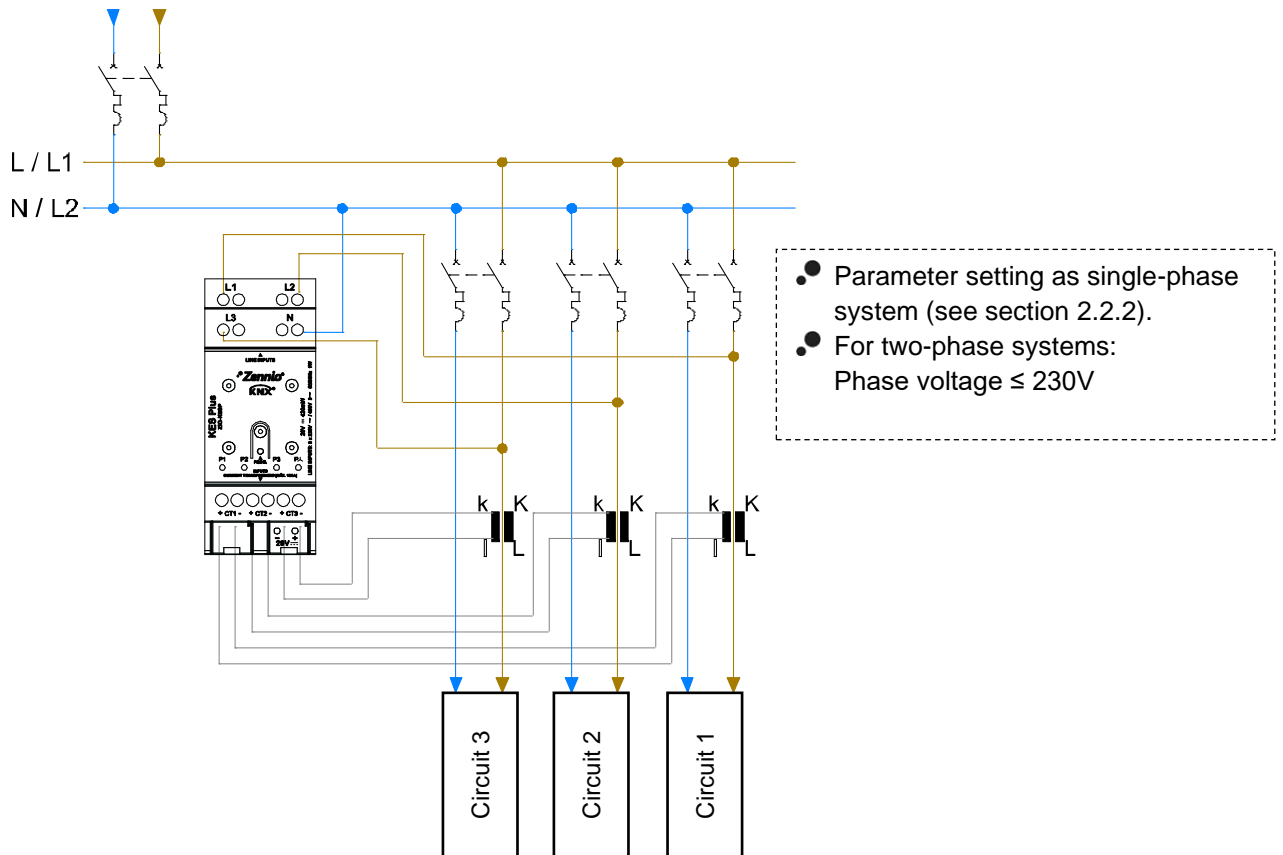 L / L1
N / L2
L1 L2
L3 N
LINE INPUTS
Zennio
KNX
KES Plus
P1 P2 P3
+ CT1 - + CT2 - + CT3 -
- +
k K
l L
k K
l L
k K
l L
Circuit 3
Circuit 2
Circuit 1
Parameter setting as single-phase
system (see section 2.2.2).
For two-phase systems:
Phase voltage ≤ 230V